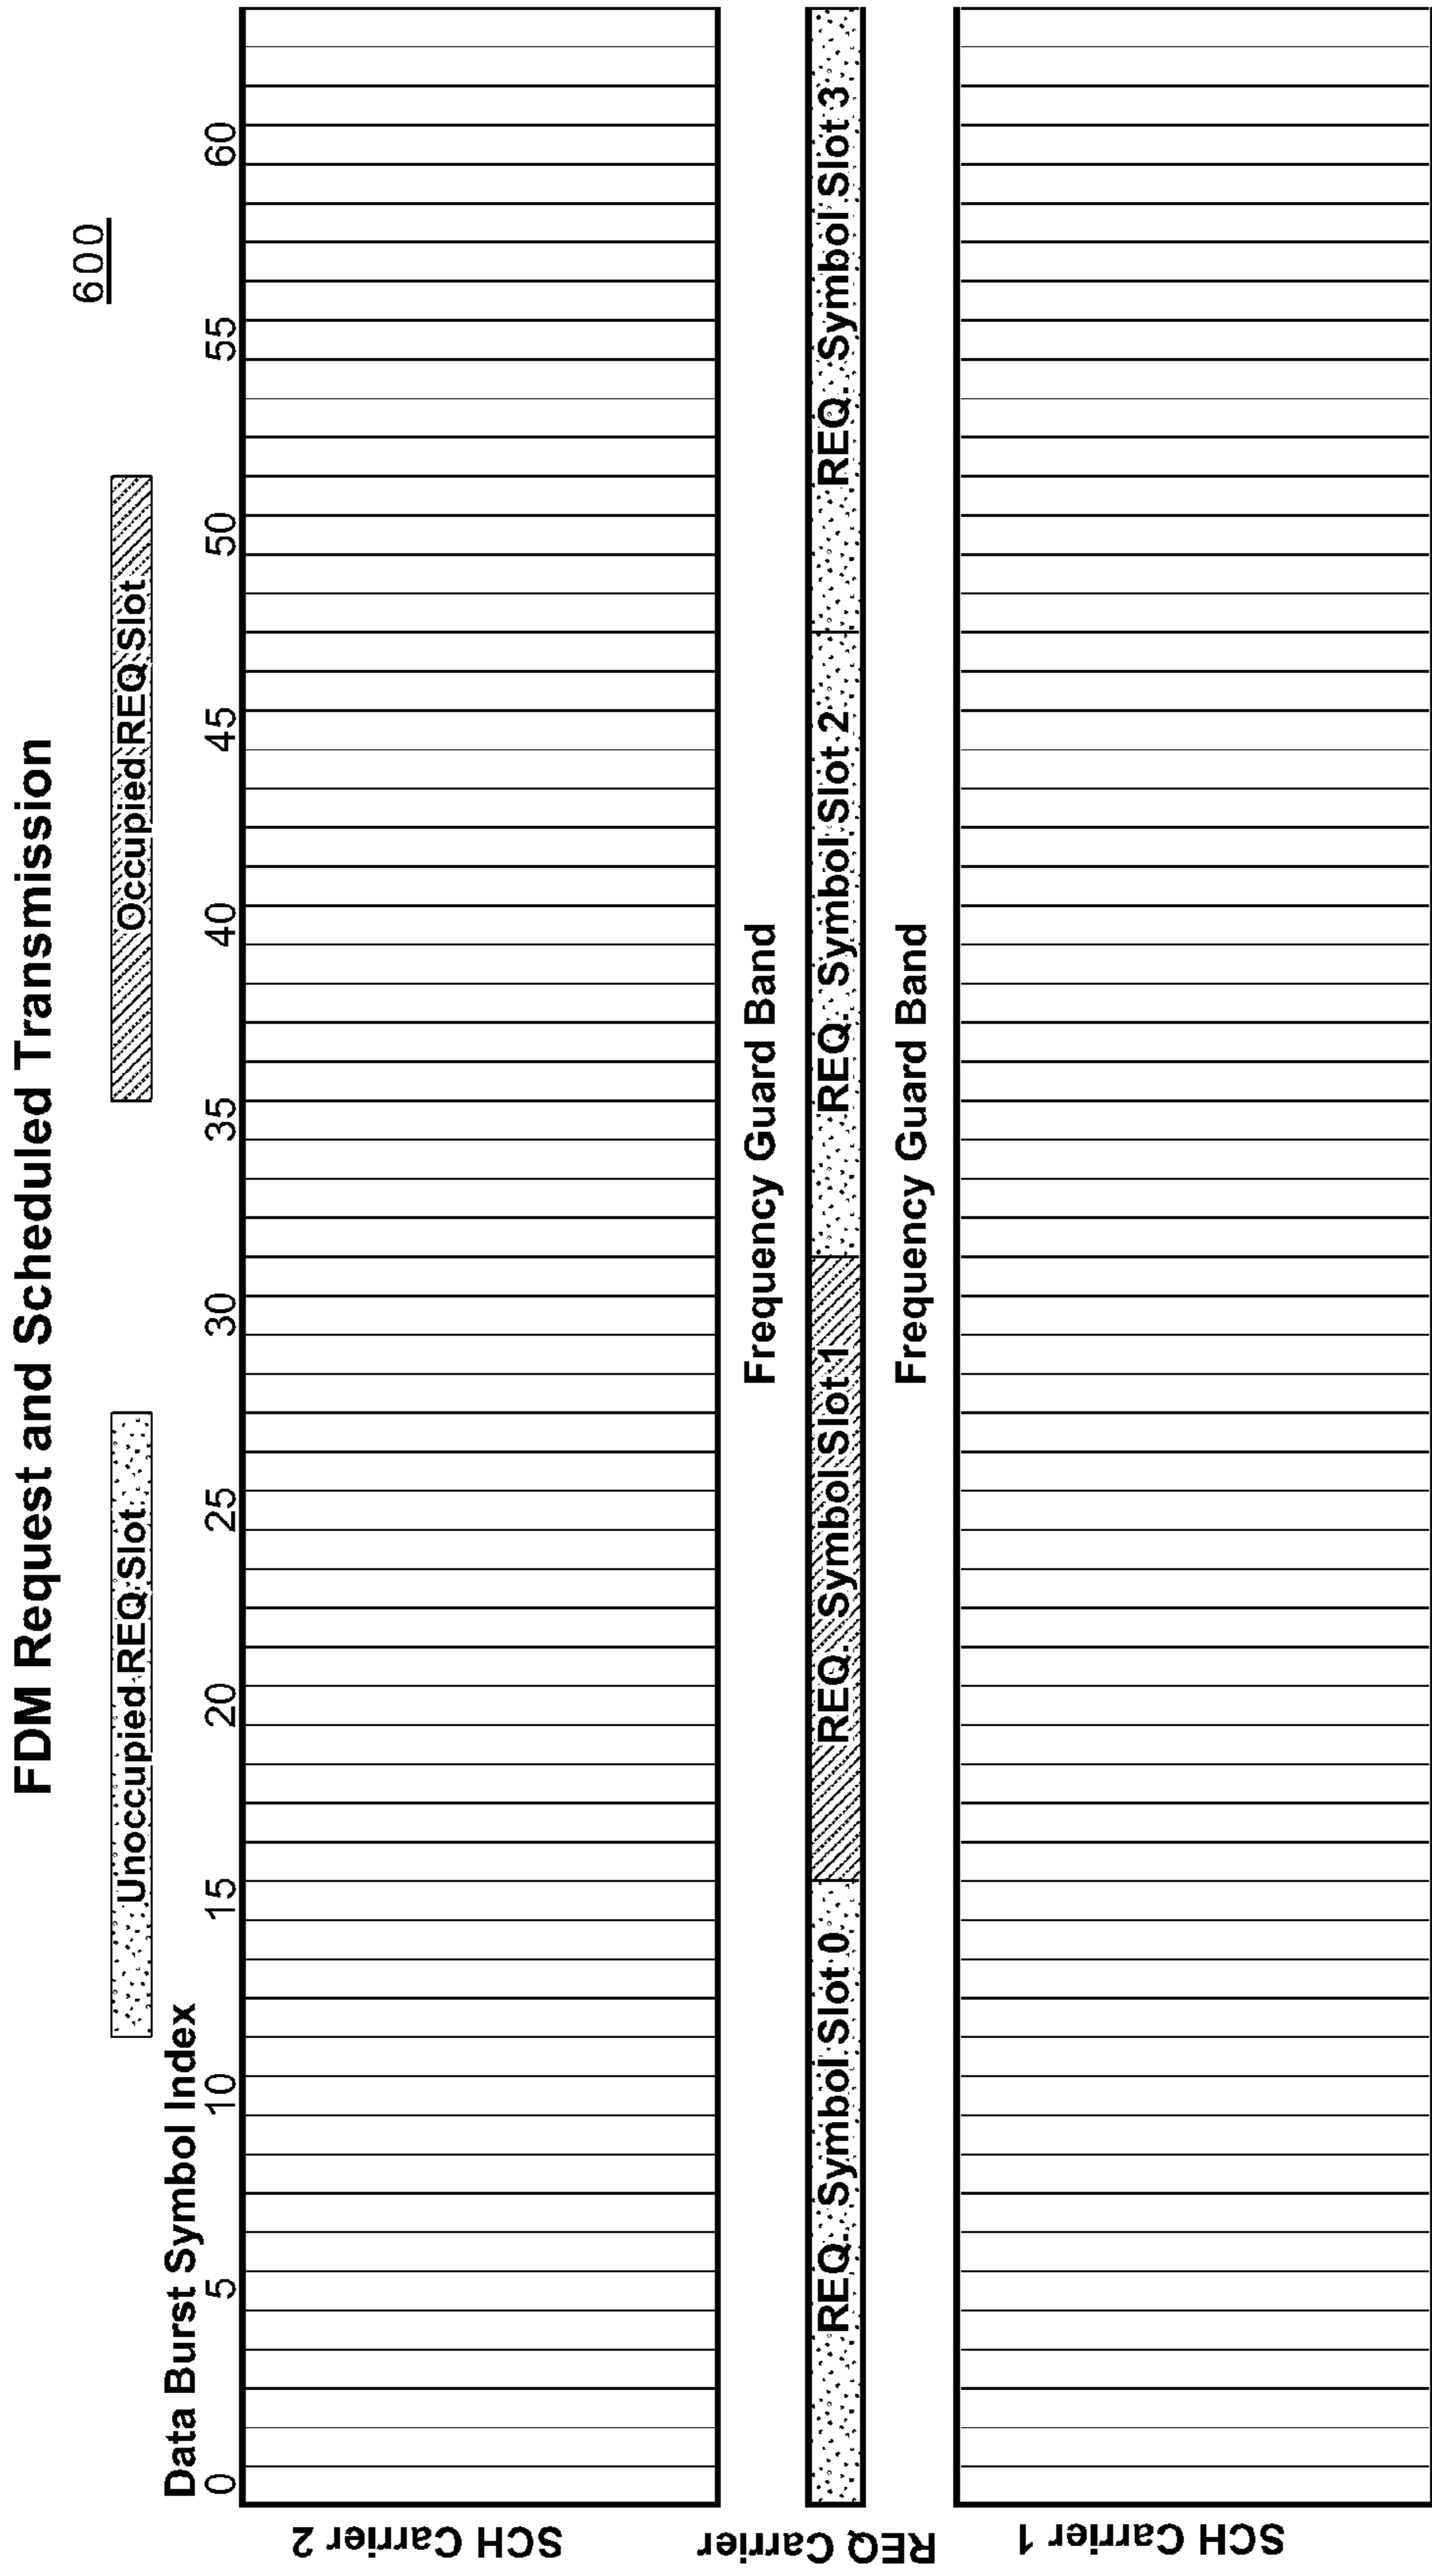 FDM Request and Scheduled Transmission
600
Unoccupied REQ Slot
Occupied REQ Slot
Data Burst Symbol Index
0 5 10 15 20 25 30 35 40 45 50 55 60
SCH Carrier 2
Frequency Guard Band
REQ Carrier
REQ. Symbol Slot 0
REQ. Symbol Slot 1
REQ. Symbol Slot 2
REQ. Symbol Slot 3
Frequency Guard Band
SCH Carrier 1